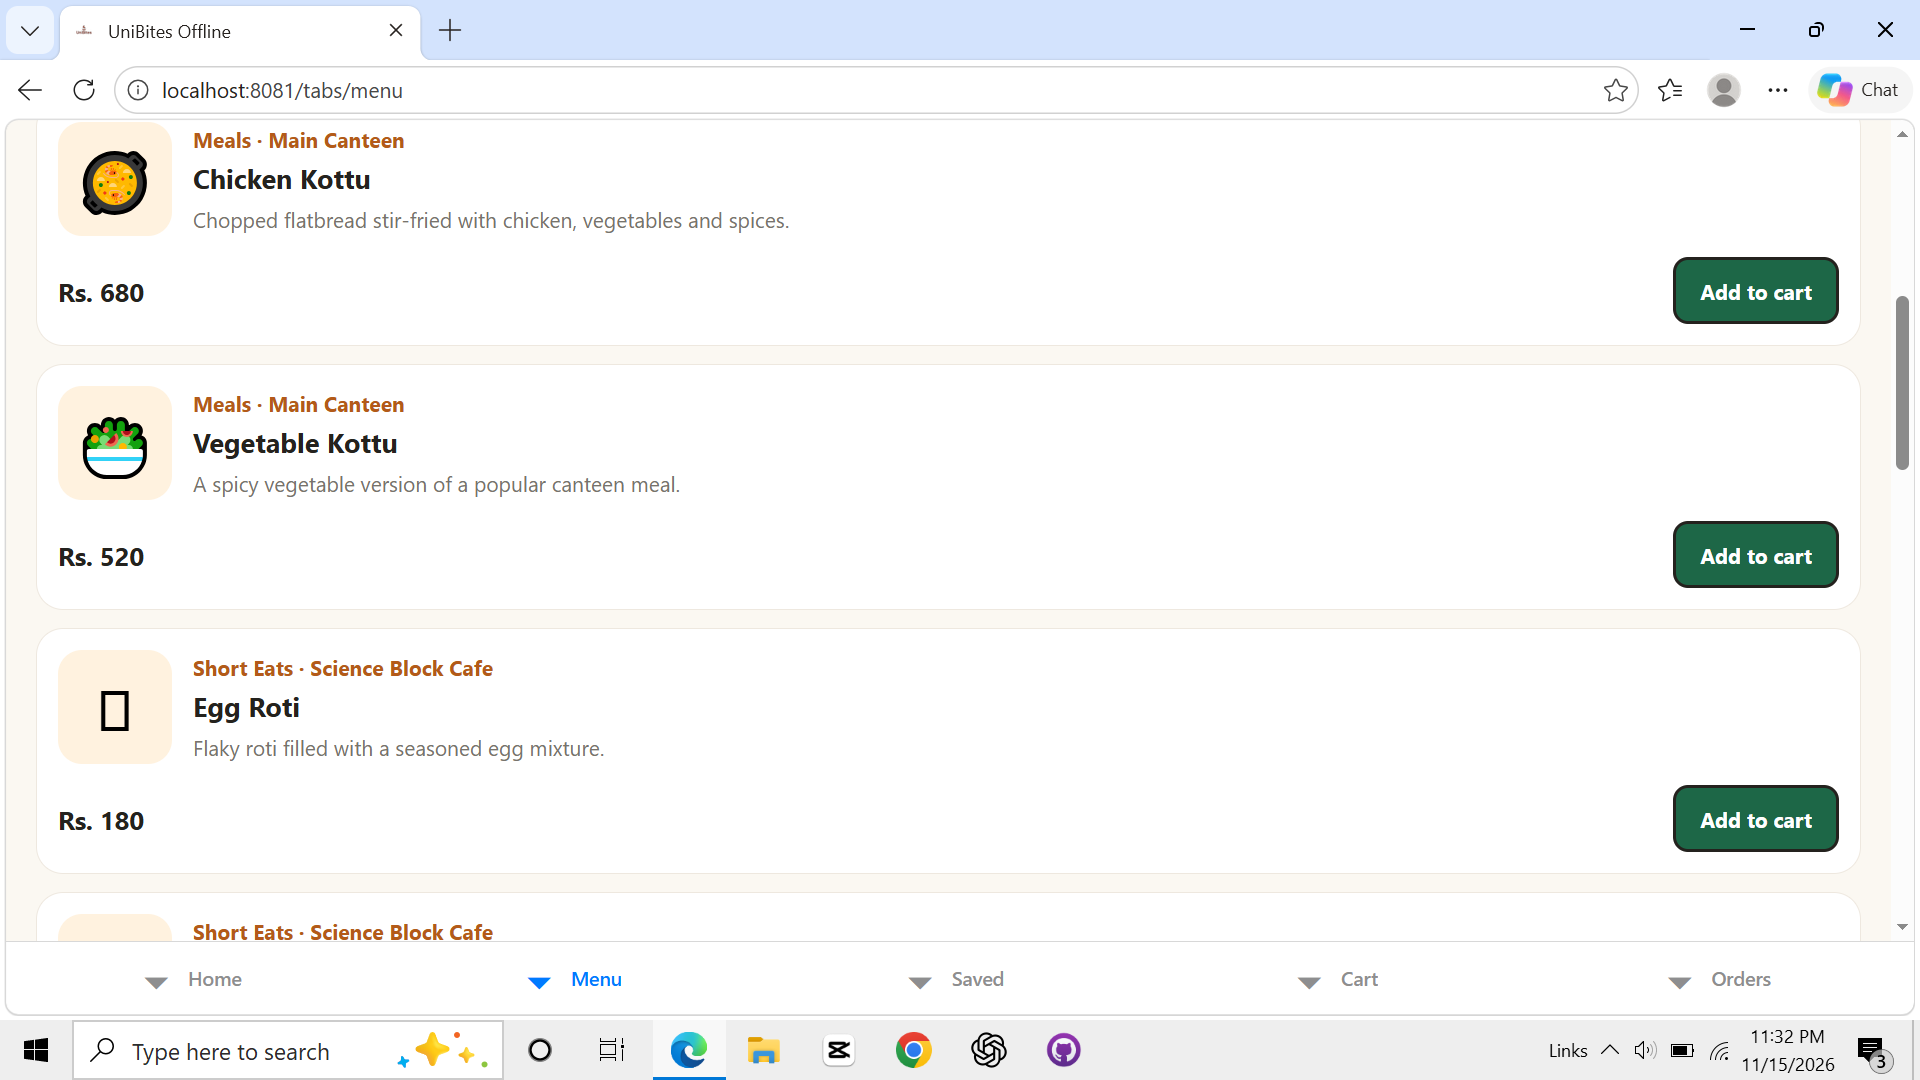 UniBites Offline
localhost:8081/tabs/menu
Chat
Meals · Main Canteen
Chicken Kottu
Chopped flatbread stir-fried with chicken, vegetables and spices.
Rs. 680
Add to cart
Meals · Main Canteen
Vegetable Kottu
A spicy vegetable version of a popular canteen meal.
Rs. 520
Add to cart
Short Eats · Science Block Cafe
Egg Roti
Flaky roti filled with a seasoned egg mixture.
Rs. 180
Add to cart
Short Eats · Science Block Cafe
Home
Menu
Saved
Cart
Orders
Type here to search
Links
11:32 PM
11/15/2026
3